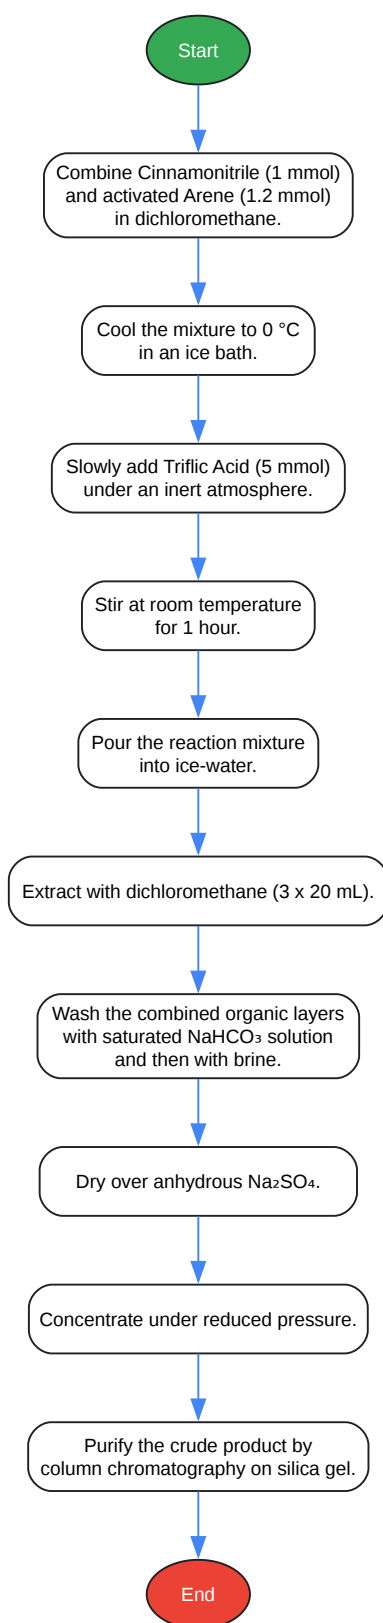 Start
Combine Cinnamonitrile (1 mmol)
and activated Arene (1.2 mmol)
in dichloromethane.
Cool the mixture to 0 °C
in an ice bath.
Slowly add Triflic Acid (5 mmol)
under an inert atmosphere.
Stir at room temperature
for 1 hour.
Pour the reaction mixture
into ice-water.
Extract with dichloromethane (3 x 20 mL).
Wash the combined organic layers
with saturated NaHCO₃ solution
and then with brine.
Dry over anhydrous Na₂SO₄.
Concentrate under reduced pressure.
Purify the crude product by
column chromatography on silica gel.
End